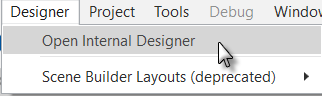 Designer Project Tools Debug Window
Open Internal Designer
Scene Builder Layouts (deprecated)